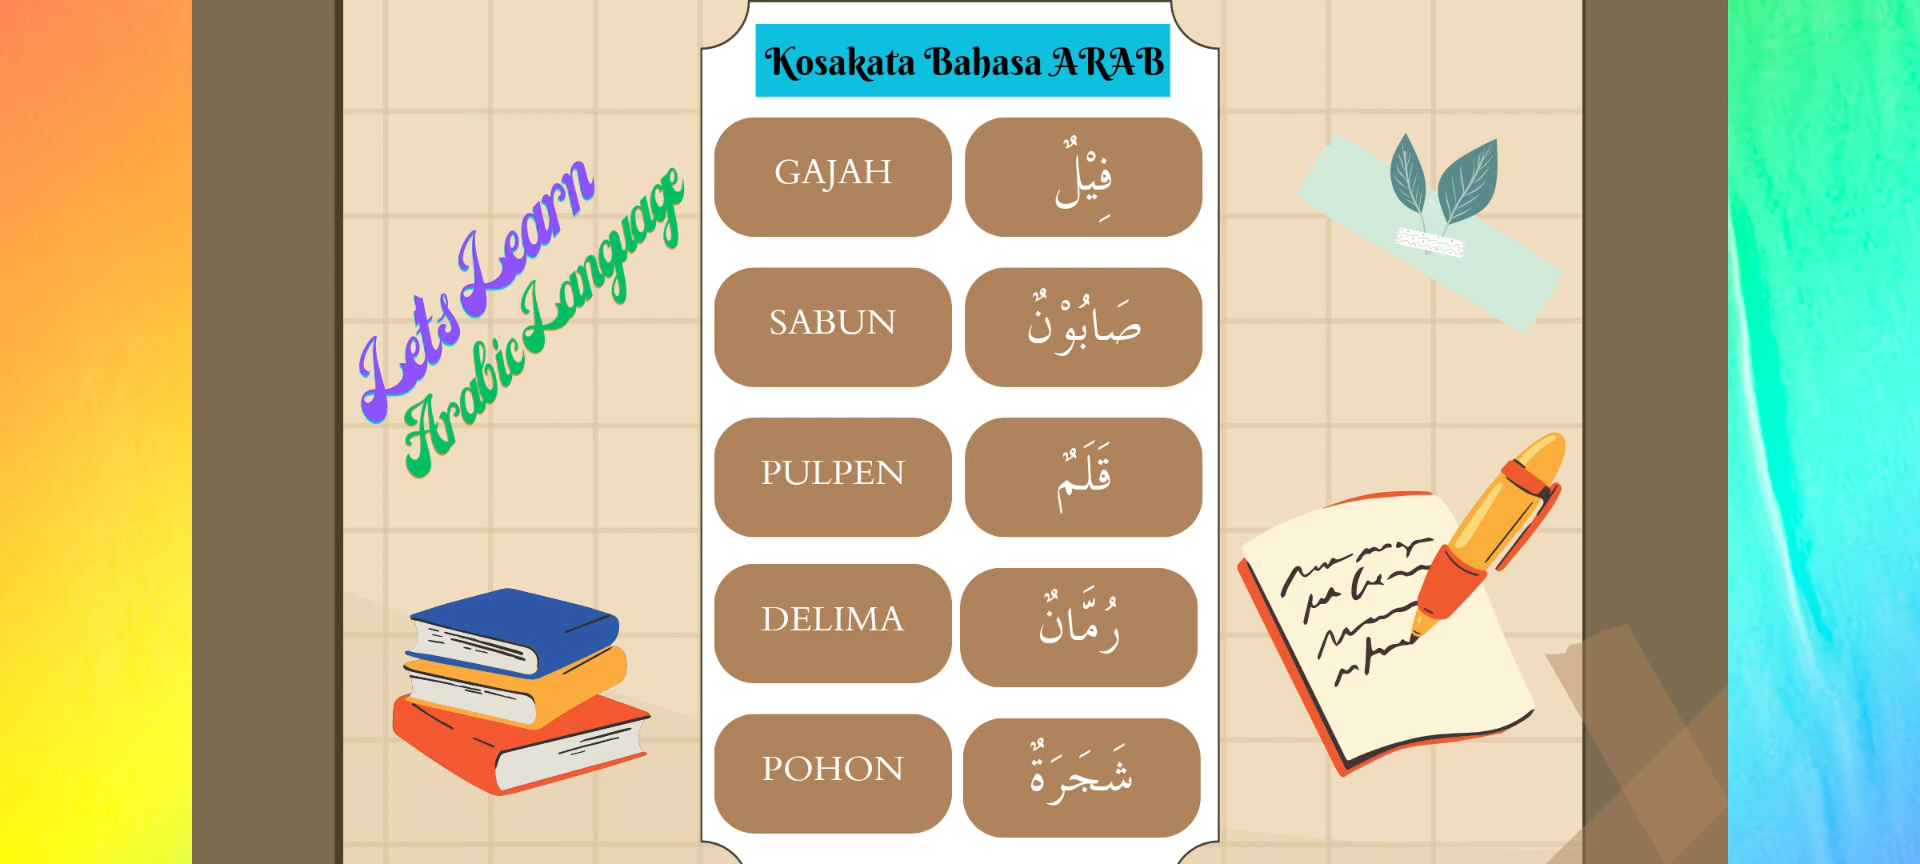 Kosakata Bahasa ARAB
Lets Learn
Arabic Language
GAJAH
فِيْلٌ
SABUN
صَابُوْنٌ
PULPEN
قَلَمٌ
DELIMA
رُمَّانٌ
POHON
شَجَرَةٌ